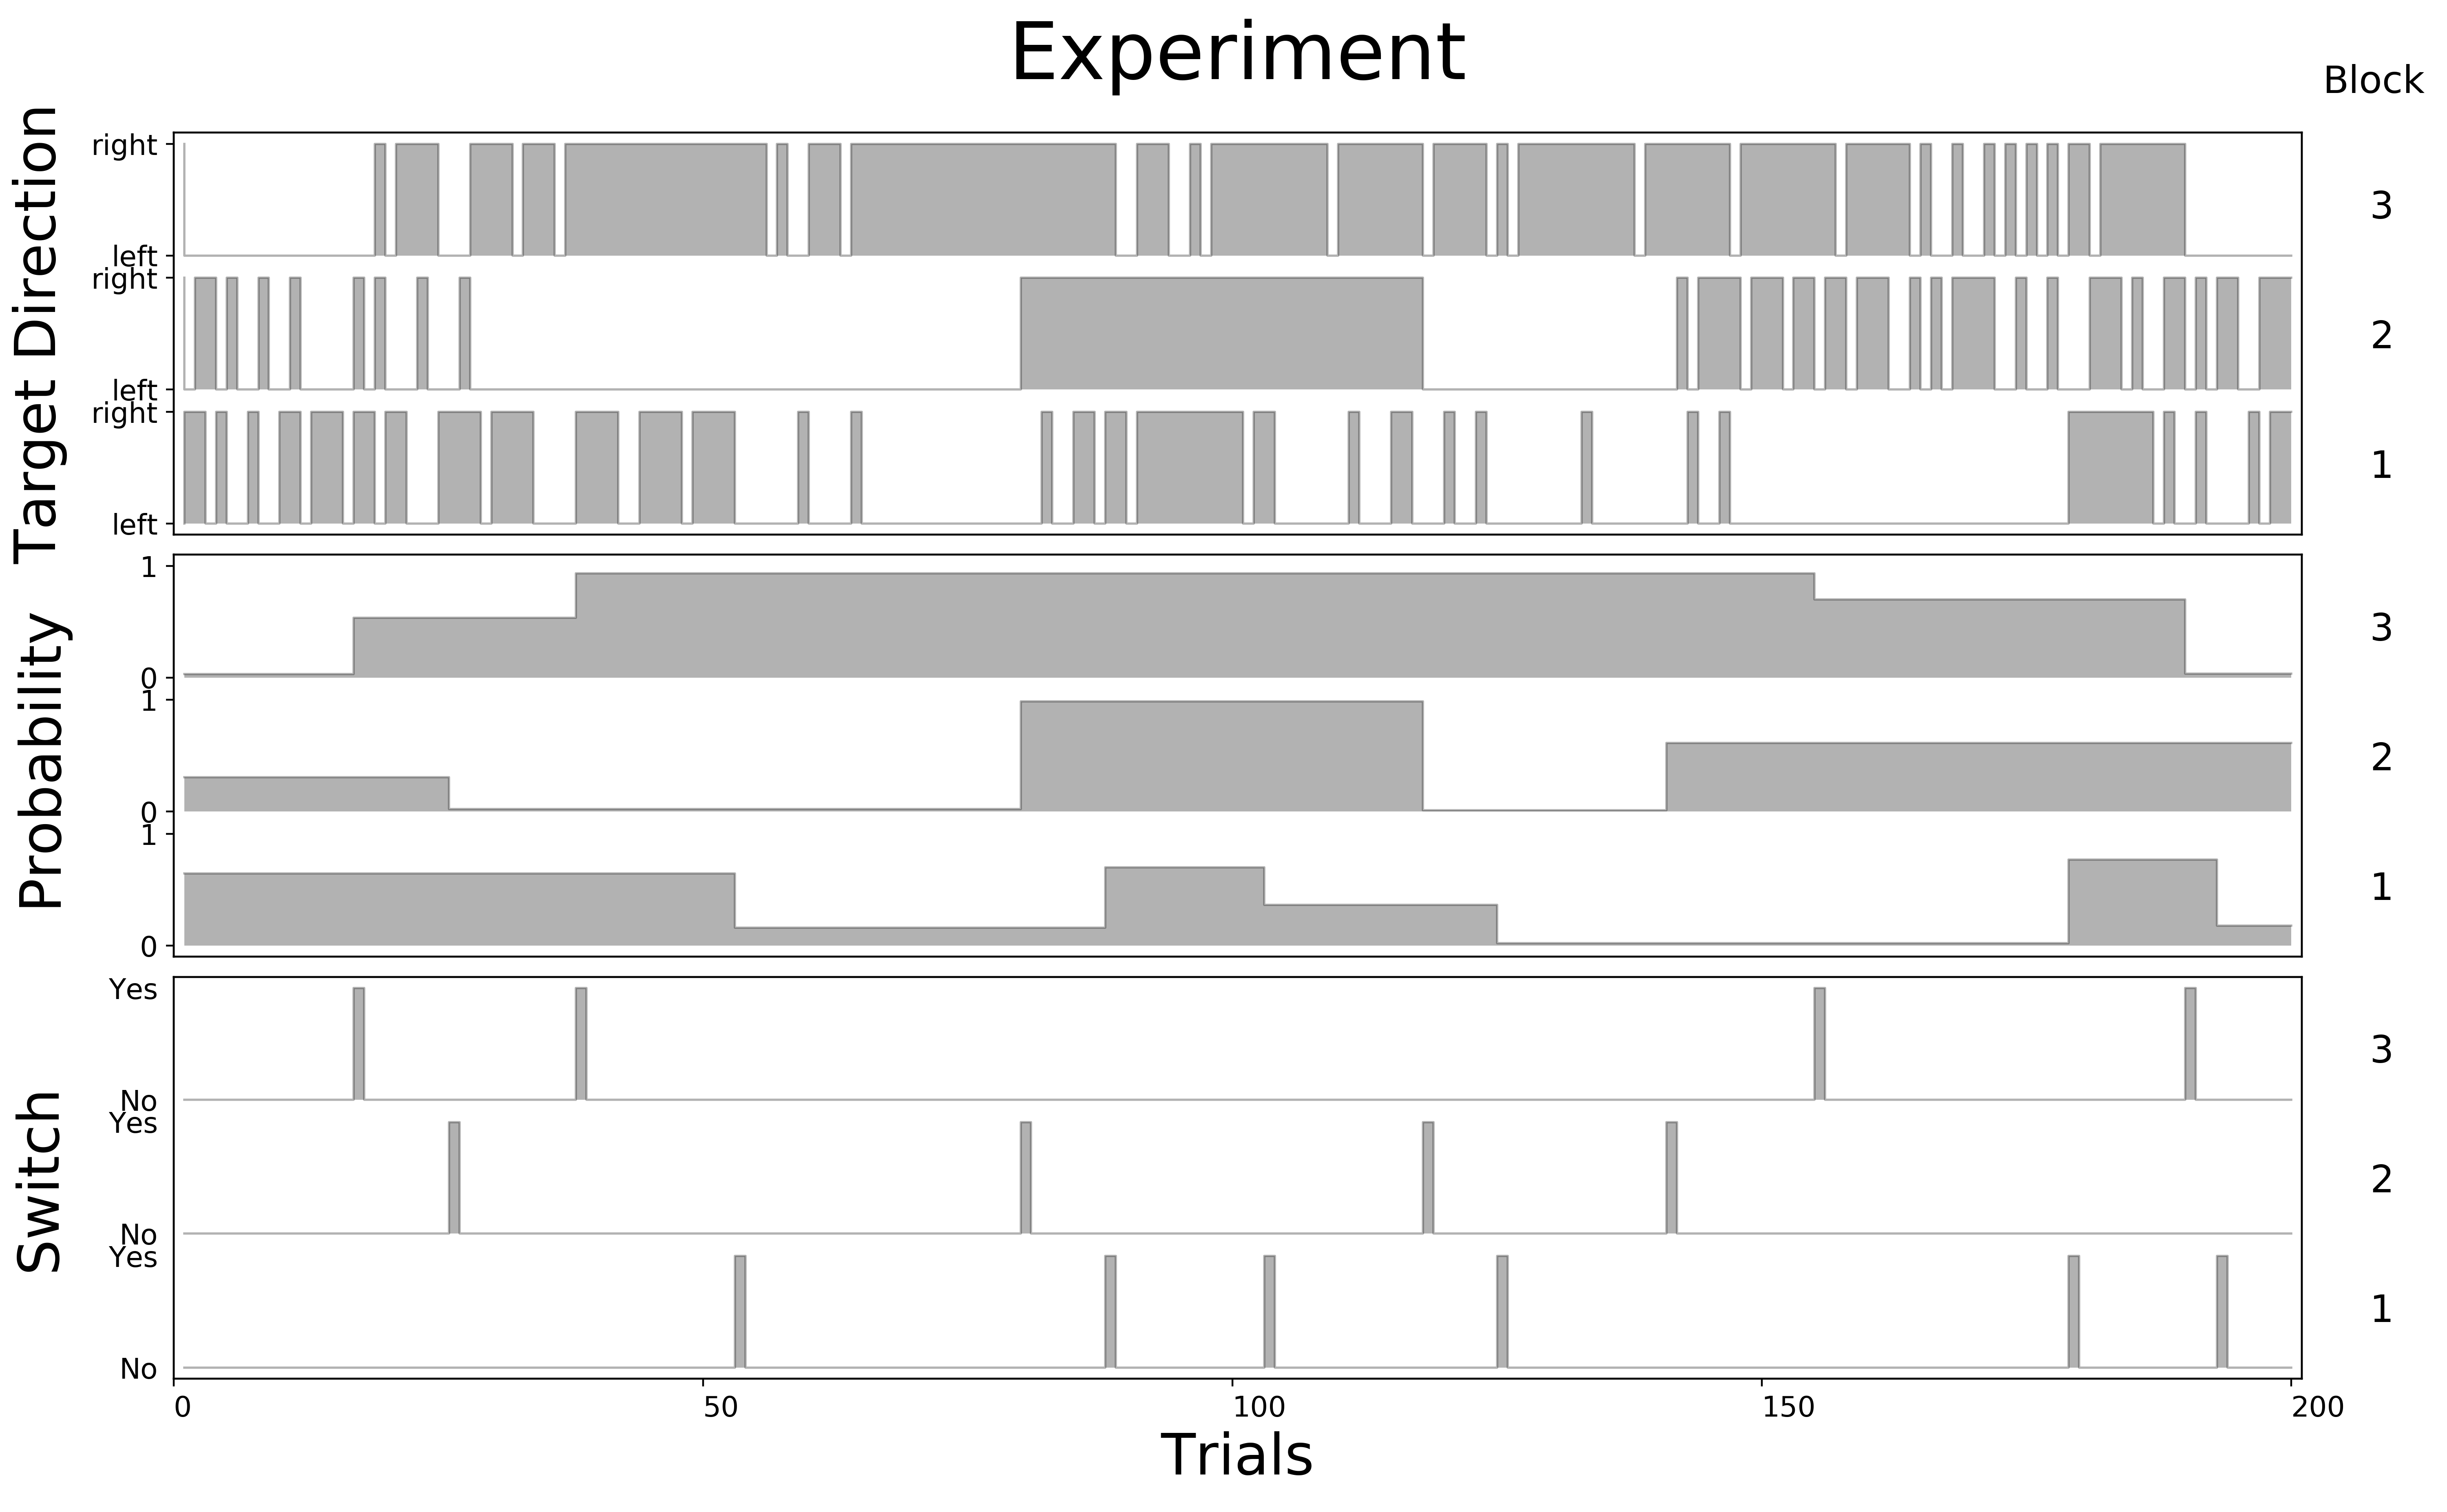 Experiment
Block
Target Direction
right
left
3
right
left
2
right
left
1
Probability
1
0
3
1
0
2
1
0
1
Switch
Yes
No
3
Yes
No
2
Yes
No
1
0 50 100 150 200
Trials